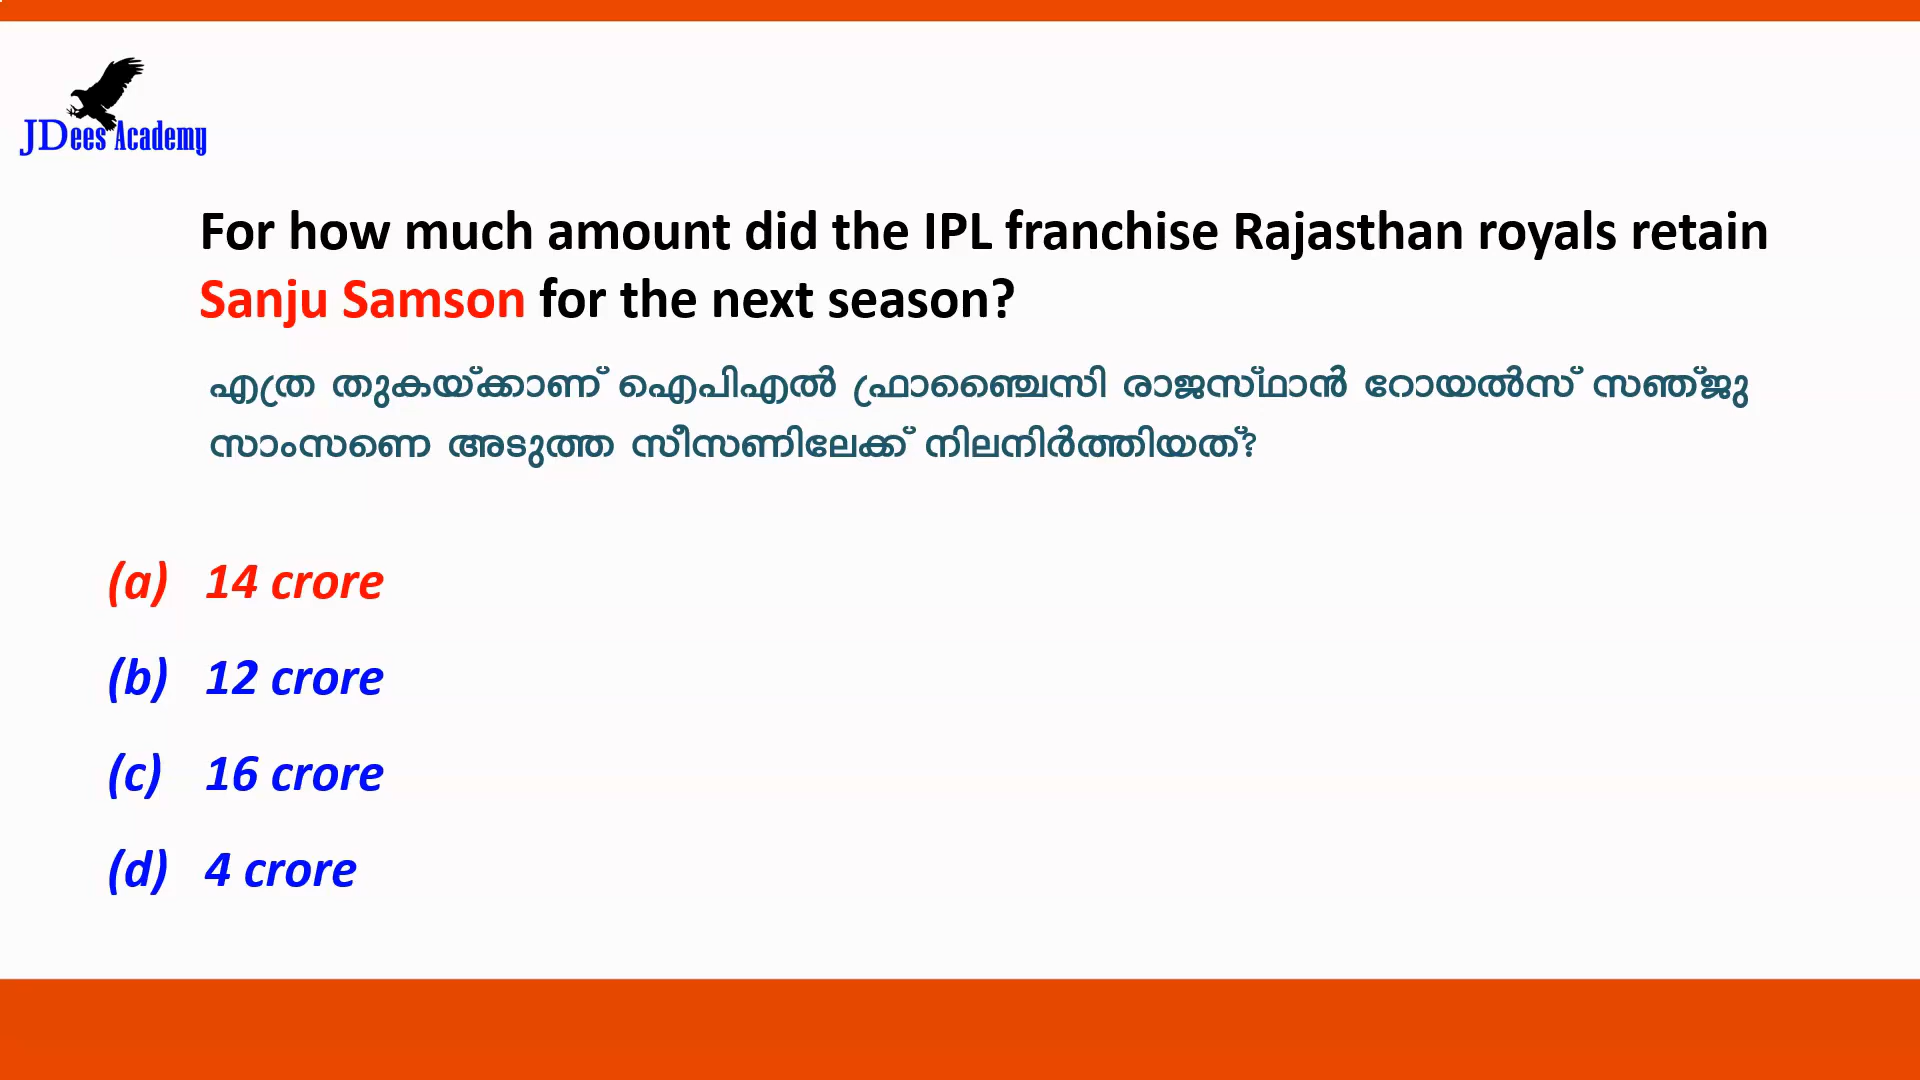 JDees Academy
For how much amount did the IPL franchise Rajasthan royals retain
Sanju Samson for the next season?
എത്ര തുകയ്ക്കാണ് ഐപിഎൽ ഫ്രാഞ്ചൈസി രാജസ്ഥാൻ റോയൽസ് സഞ്ജു
സാംസണെ അടുത്ത സീസണിലേക്ക് നിലനിർത്തിയത്?
(a) 14 crore
(b) 12 crore
(c) 16 crore
(d) 4 crore